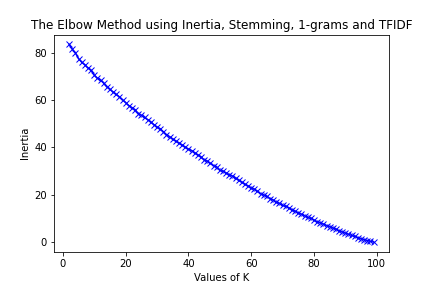 The Elbow Method using Inertia, Stemming, 1-grams and TFIDF
80
60
40
20
0
Inertia
0 20 40 60 80 100
Values of K